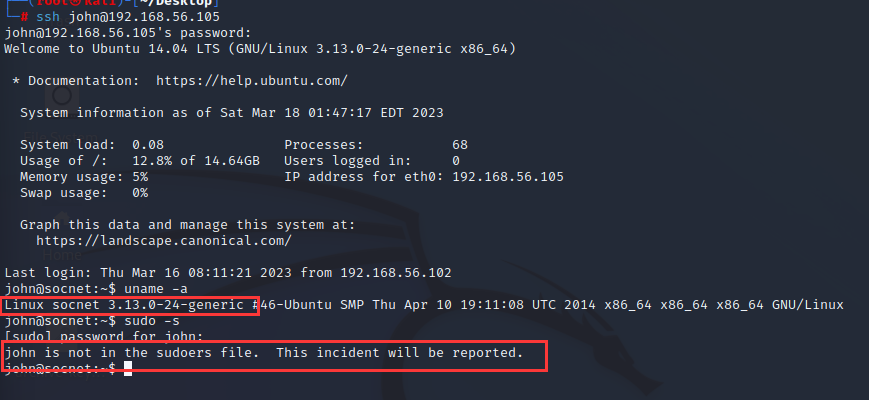 (root㉿kali)-[~/Desktop]
# ssh john@192.168.56.105
john@192.168.56.105's password:
Welcome to Ubuntu 14.04 LTS (GNU/Linux 3.13.0-24-generic x86_64)
* Documentation:  https://help.ubuntu.com/
System information as of Sat Mar 18 01:47:17 EDT 2023
System load:  0.08              Processes:           68
Usage of /:   12.8% of 14.64GB   Users logged in:     0
Memory usage: 5%                IP address for eth0: 192.168.56.105
Swap usage:   0%
Graph this data and manage this system at:
https://landscape.canonical.com/
Last login: Thu Mar 16 08:11:21 2023 from 192.168.56.102
john@socnet:~$ uname -a
Linux socnet 3.13.0-24-generic #46-Ubuntu SMP Thu Apr 10 19:11:08 UTC 2014 x86_64 x86_64 x86_64 GNU/Linux
john@socnet:~$ sudo -s
[sudo] password for john:
john is not in the sudoers file.  This incident will be reported.
john@socnet:~$